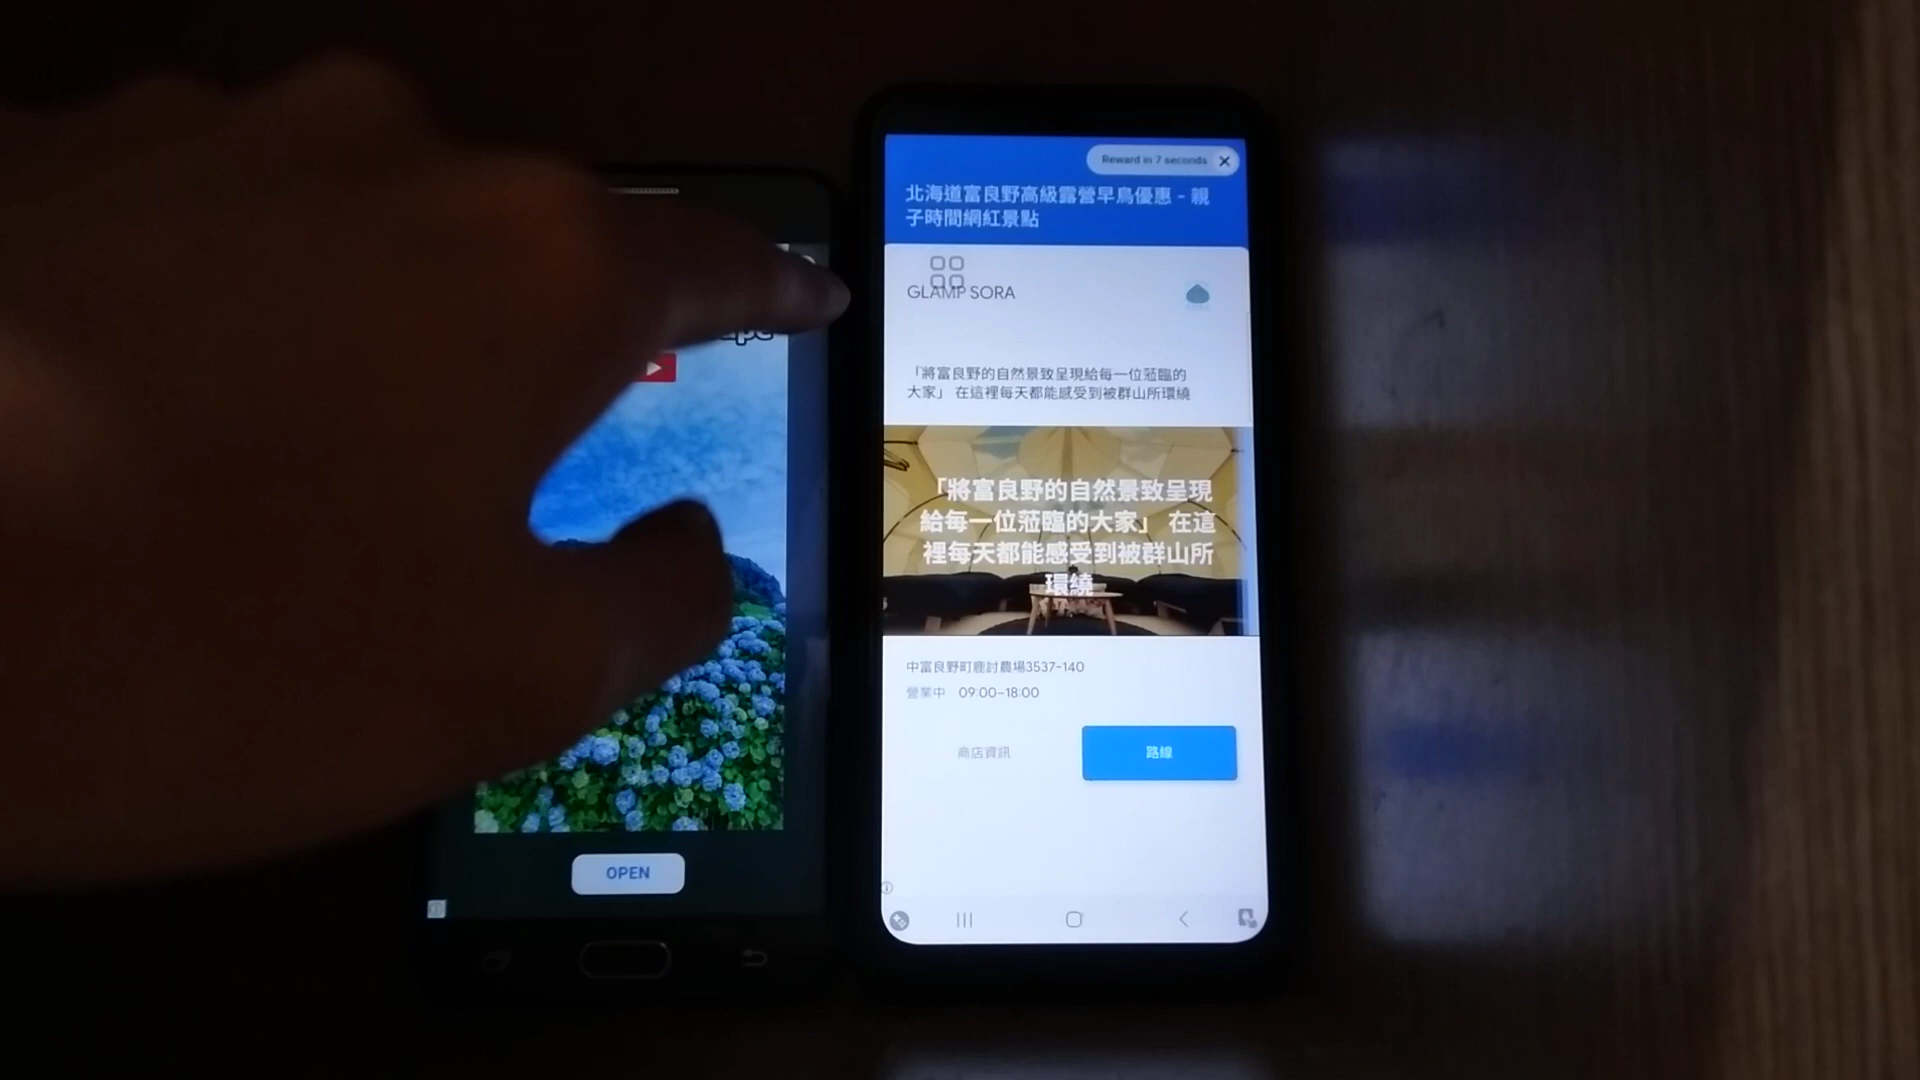 Reward in 7 seconds
北海道富良野高級露營早鳥優惠 - 親
子時間網紅景點
GLAMP SORA
「將富良野的自然景致呈現給每一位蒞臨的
大家」 在這裡每天都能感受到被群山所環繞
「將富良野的自然景致呈現
給每一位蒞臨的大家」 在這
裡每天都能感受到被群山所
環繞
中富良野町鹿討農場3537-140
營業中 09:00-18:00
商店資訊
路線
OPEN